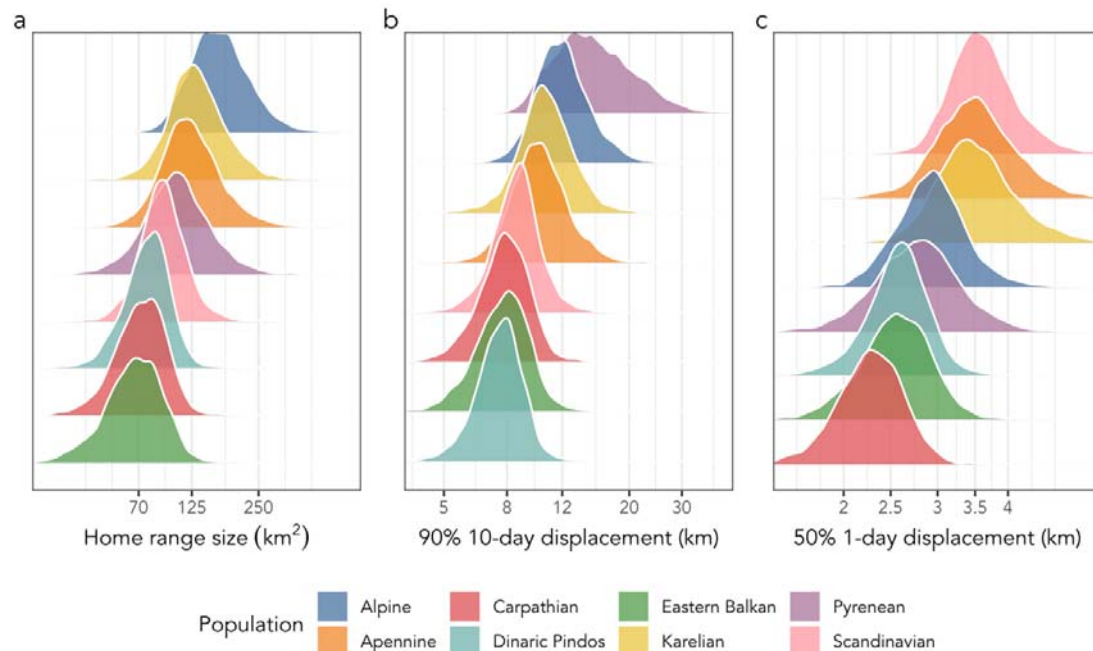 a
b
c
70 125 250
5 8 12 20 30
2 2.5 3 3.5 4
Home range size (km²)
90% 10-day displacement (km)
50% 1-day displacement (km)
Population
Alpine Carpathian Eastern Balkan Pyrenean
Apennine Dinaric Pindos Karelian Scandinavian